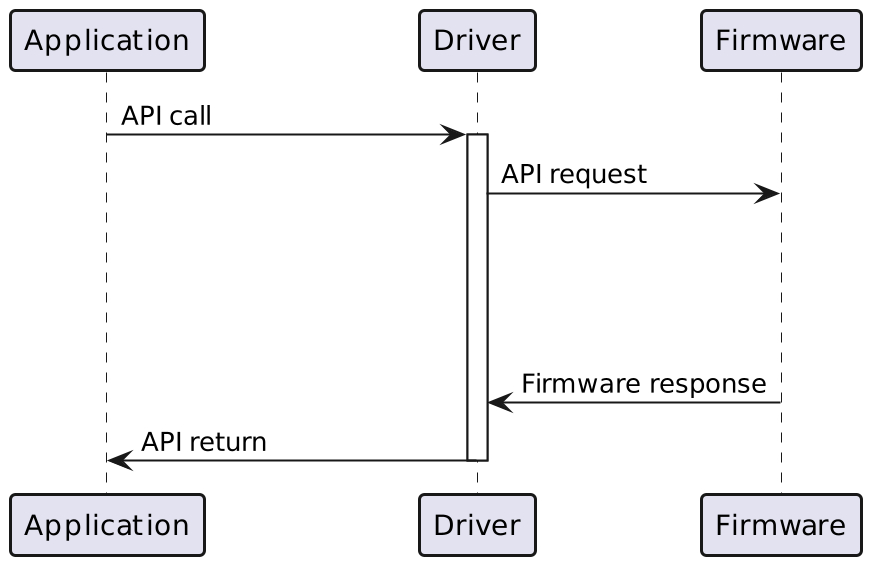 Application
Driver
Firmware
API call
API request
Firmware response
API return
Application
Driver
Firmware